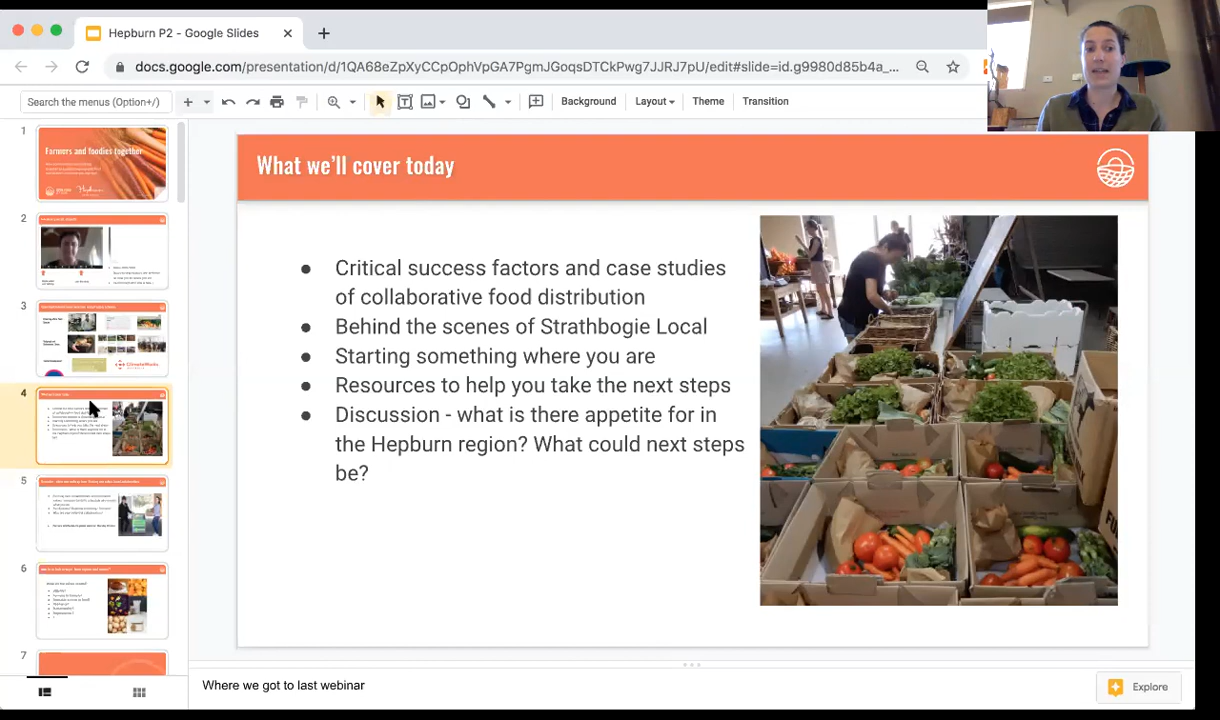 Hepburn P2 - Google Slides
docs.google.com/presentation/d/1QA68eZpXyCCpOphVpGA7PgmJGoqsDTCkPwg7JJRJ7pU/edit#slide=id.g9980d85b4a_...
Search the menus (Option+/)
Background
Layout
Theme
Transition
1
Farmers and foodies together
2
3
4
5
6
7
What we'll cover today
● Critical success factors and case studies
of collaborative food distribution
● Behind the scenes of Strathbogie Local
● Starting something where you are
● Resources to help you take the next steps
● Discussion - what is there appetite for in
the Hepburn region? What could next steps
be?
Where we got to last webinar
Explore